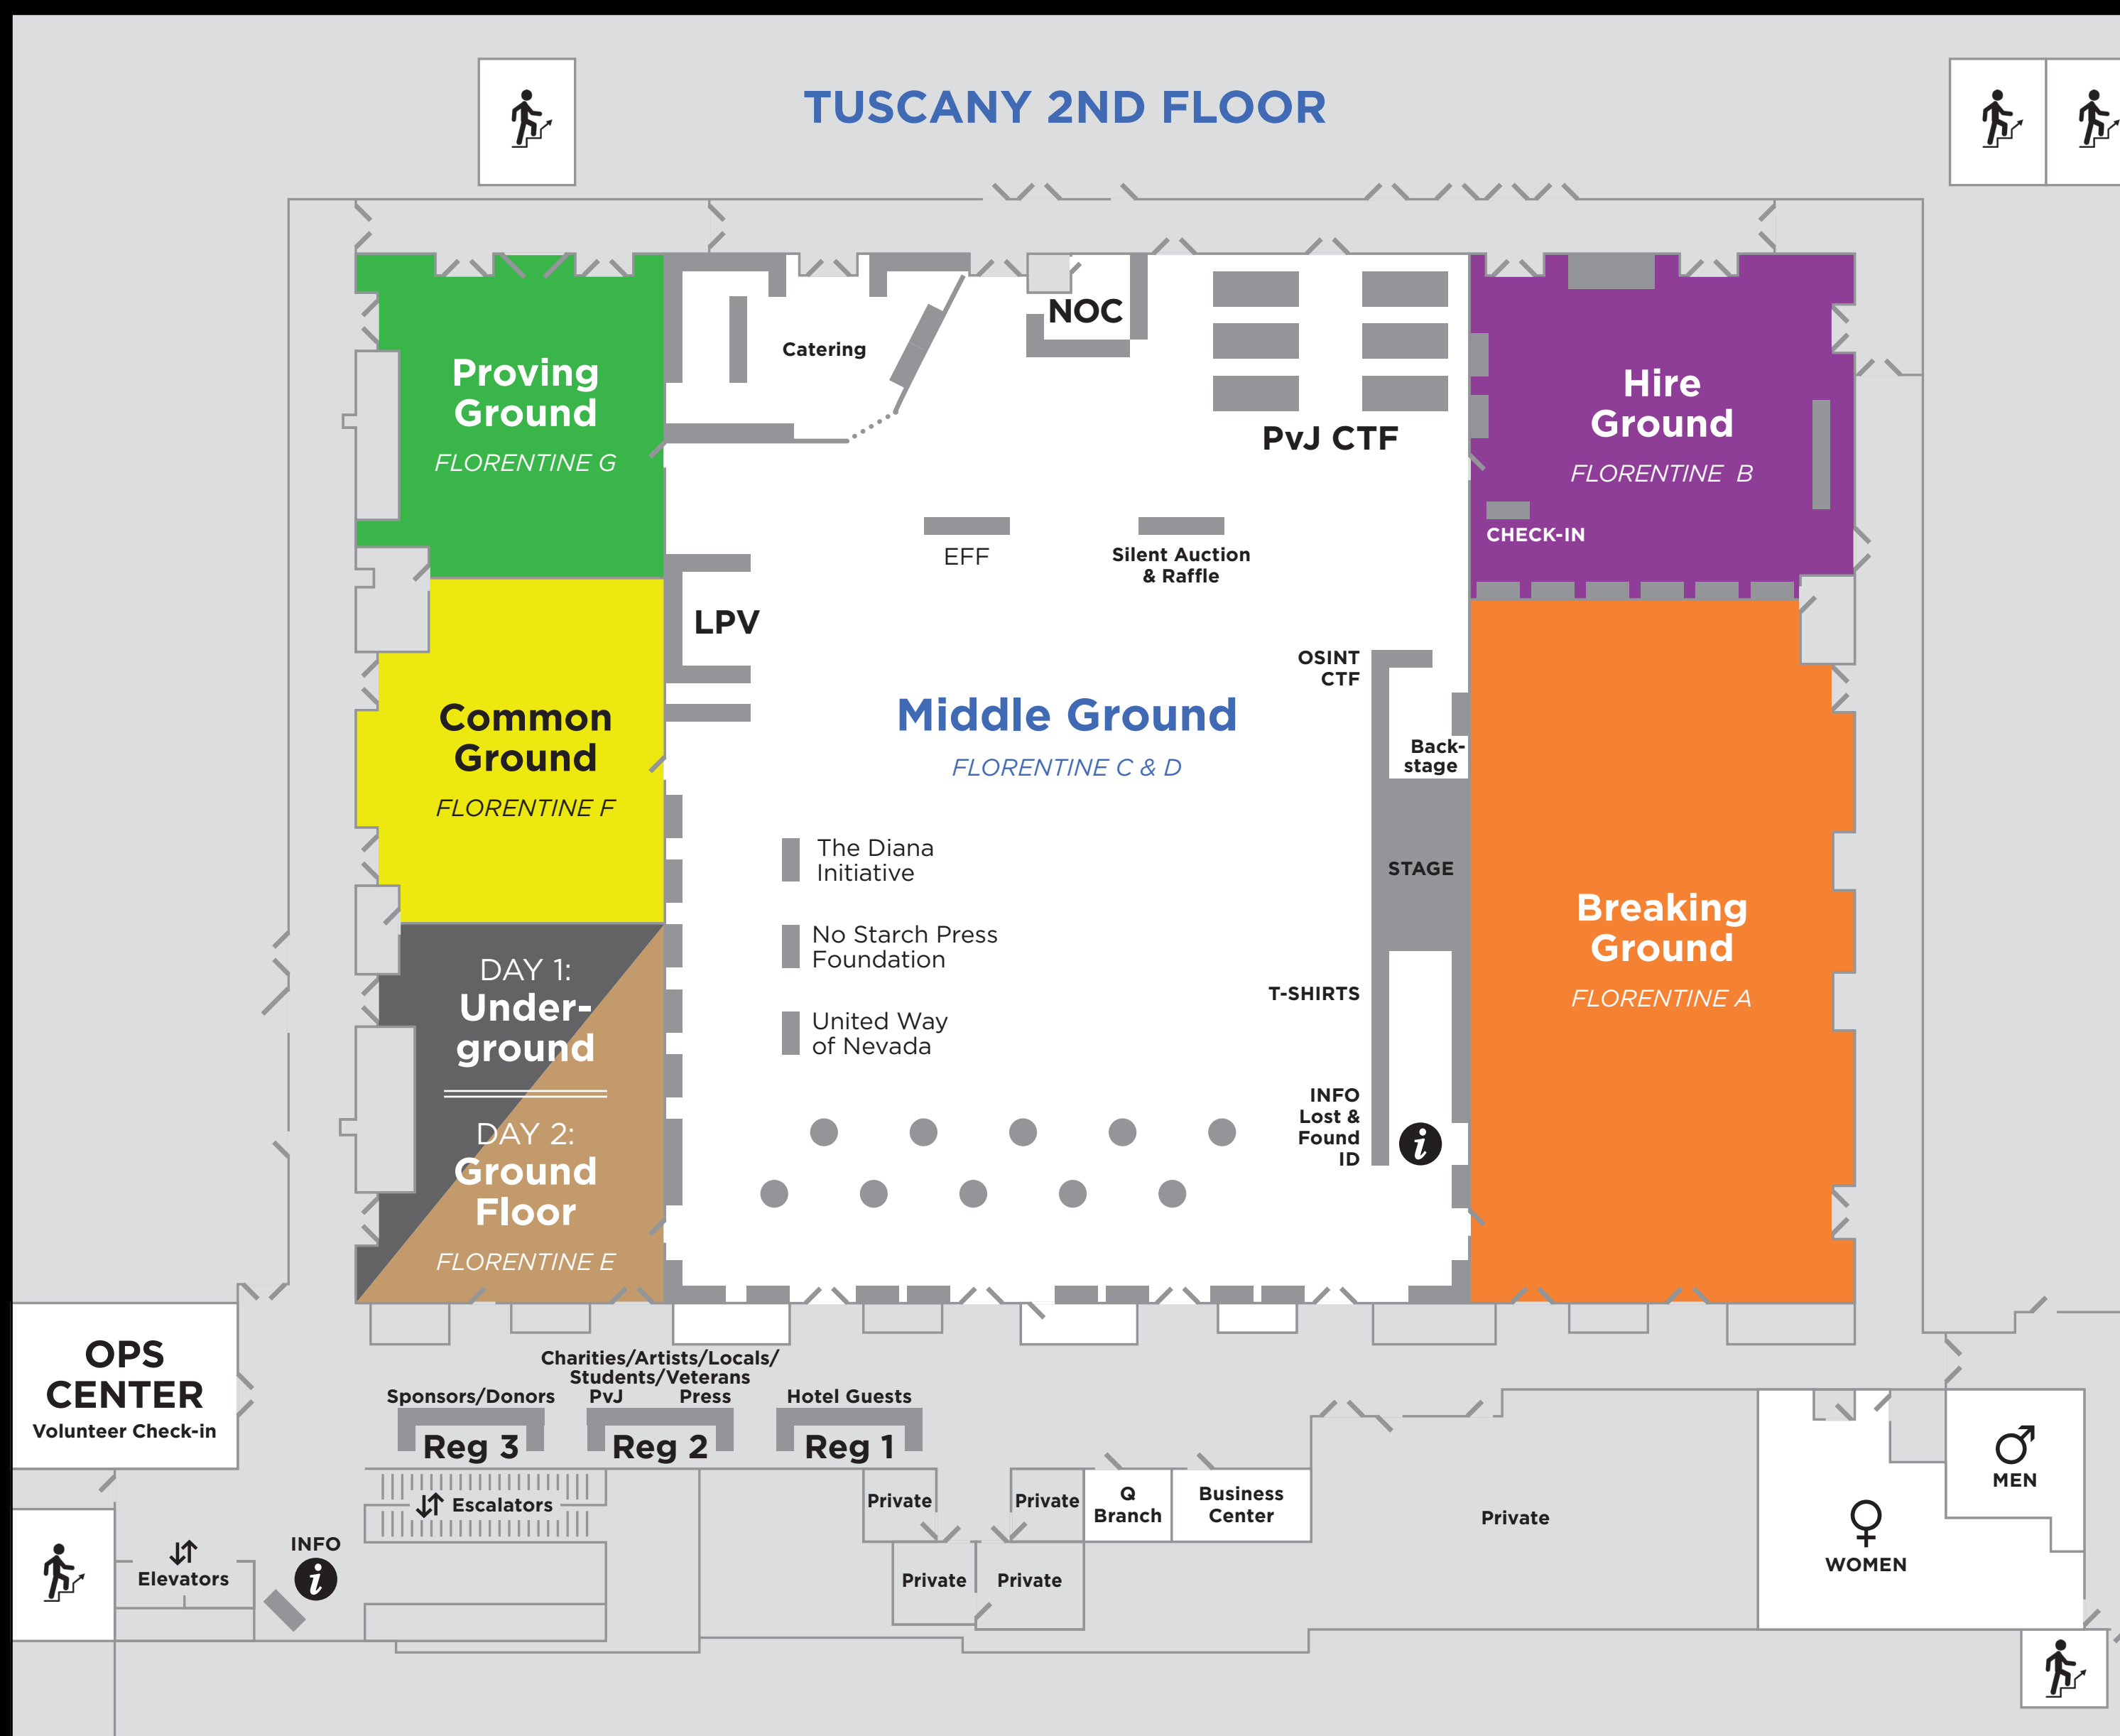 TUSCANY 2ND FLOOR
Proving
Ground
FLORENTINE G
Catering
NOC
PvJ CTF
Hire
Ground
FLORENTINE B
CHECK-IN
EFF
Silent Auction
& Raffle
LPV
Common
Ground
FLORENTINE F
Middle Ground
FLORENTINE C & D
OSINT
CTF
Back-
stage
STAGE
The Diana
Initiative
No Starch Press
Foundation
United Way
of Nevada
T-SHIRTS
INFO
Lost &
Found
ID
i
Breaking
Ground
FLORENTINE A
DAY 1:
Under-
ground
DAY 2:
Ground
Floor
FLORENTINE E
OPS
CENTER
Volunteer Check-in
Charities/Artists/Locals/
Students/Veterans
Sponsors/Donors
PvJ
Press
Hotel Guests
Reg 3
Reg 2
Reg 1
Escalators
Elevators
INFO
i
Private
Private
Private
Private
Q
Branch
Business
Center
Private
MEN
WOMEN